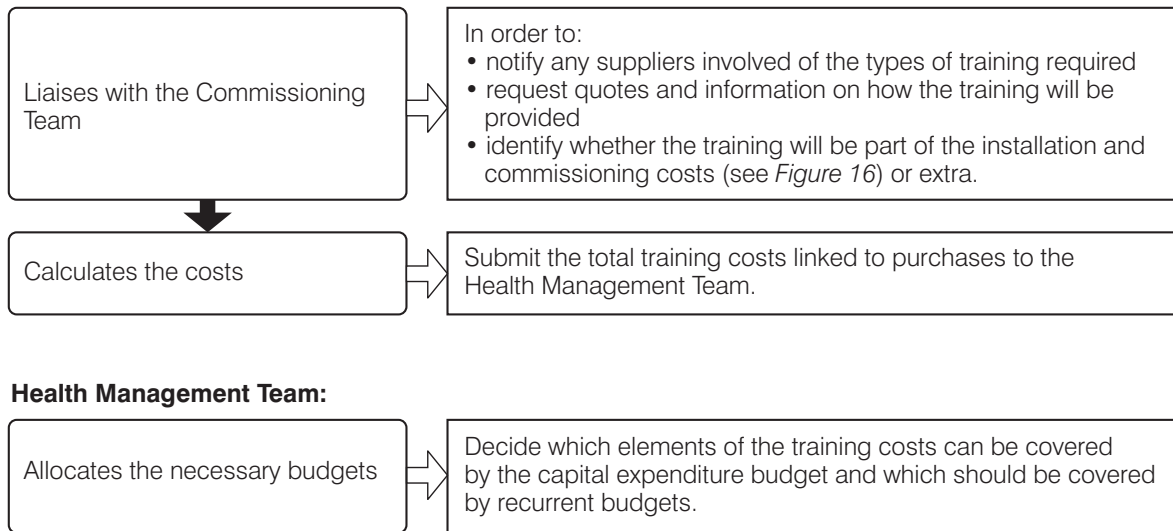 Liaises with the Commissioning
Team
In order to:
• notify any suppliers involved of the types of training required
• request quotes and information on how the training will be
provided
• identify whether the training will be part of the installation and
commissioning costs (see Figure 16) or extra.
Calculates the costs
Submit the total training costs linked to purchases to the
Health Management Team.
Health Management Team:
Allocates the necessary budgets
Decide which elements of the training costs can be covered
by the capital expenditure budget and which should be covered
by recurrent budgets.